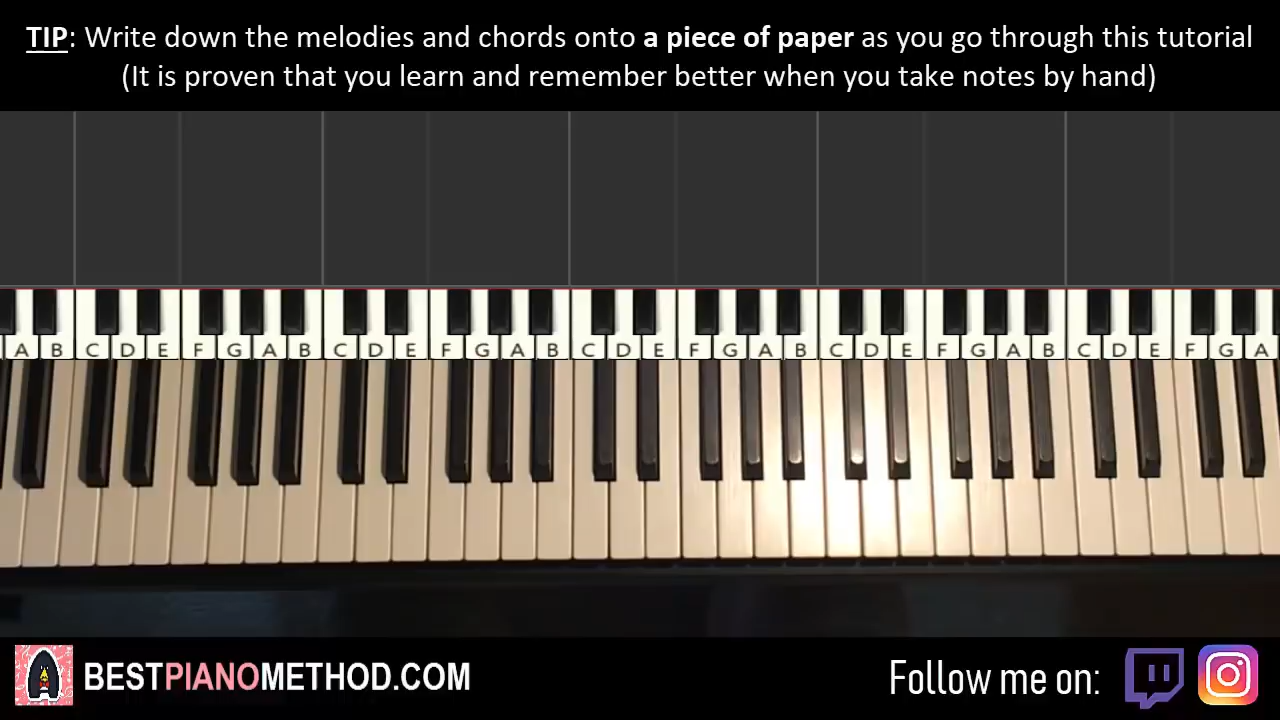 TIP: Write down the melodies and chords onto a piece of paper as you go through this tutorial
(It is proven that you learn and remember better when you take notes by hand)
A B C D E F G A B C D E F G A B C D E F G A B C D E F G A B C D E F G A
BESTPIANOMETHOD.COM
Follow me on: